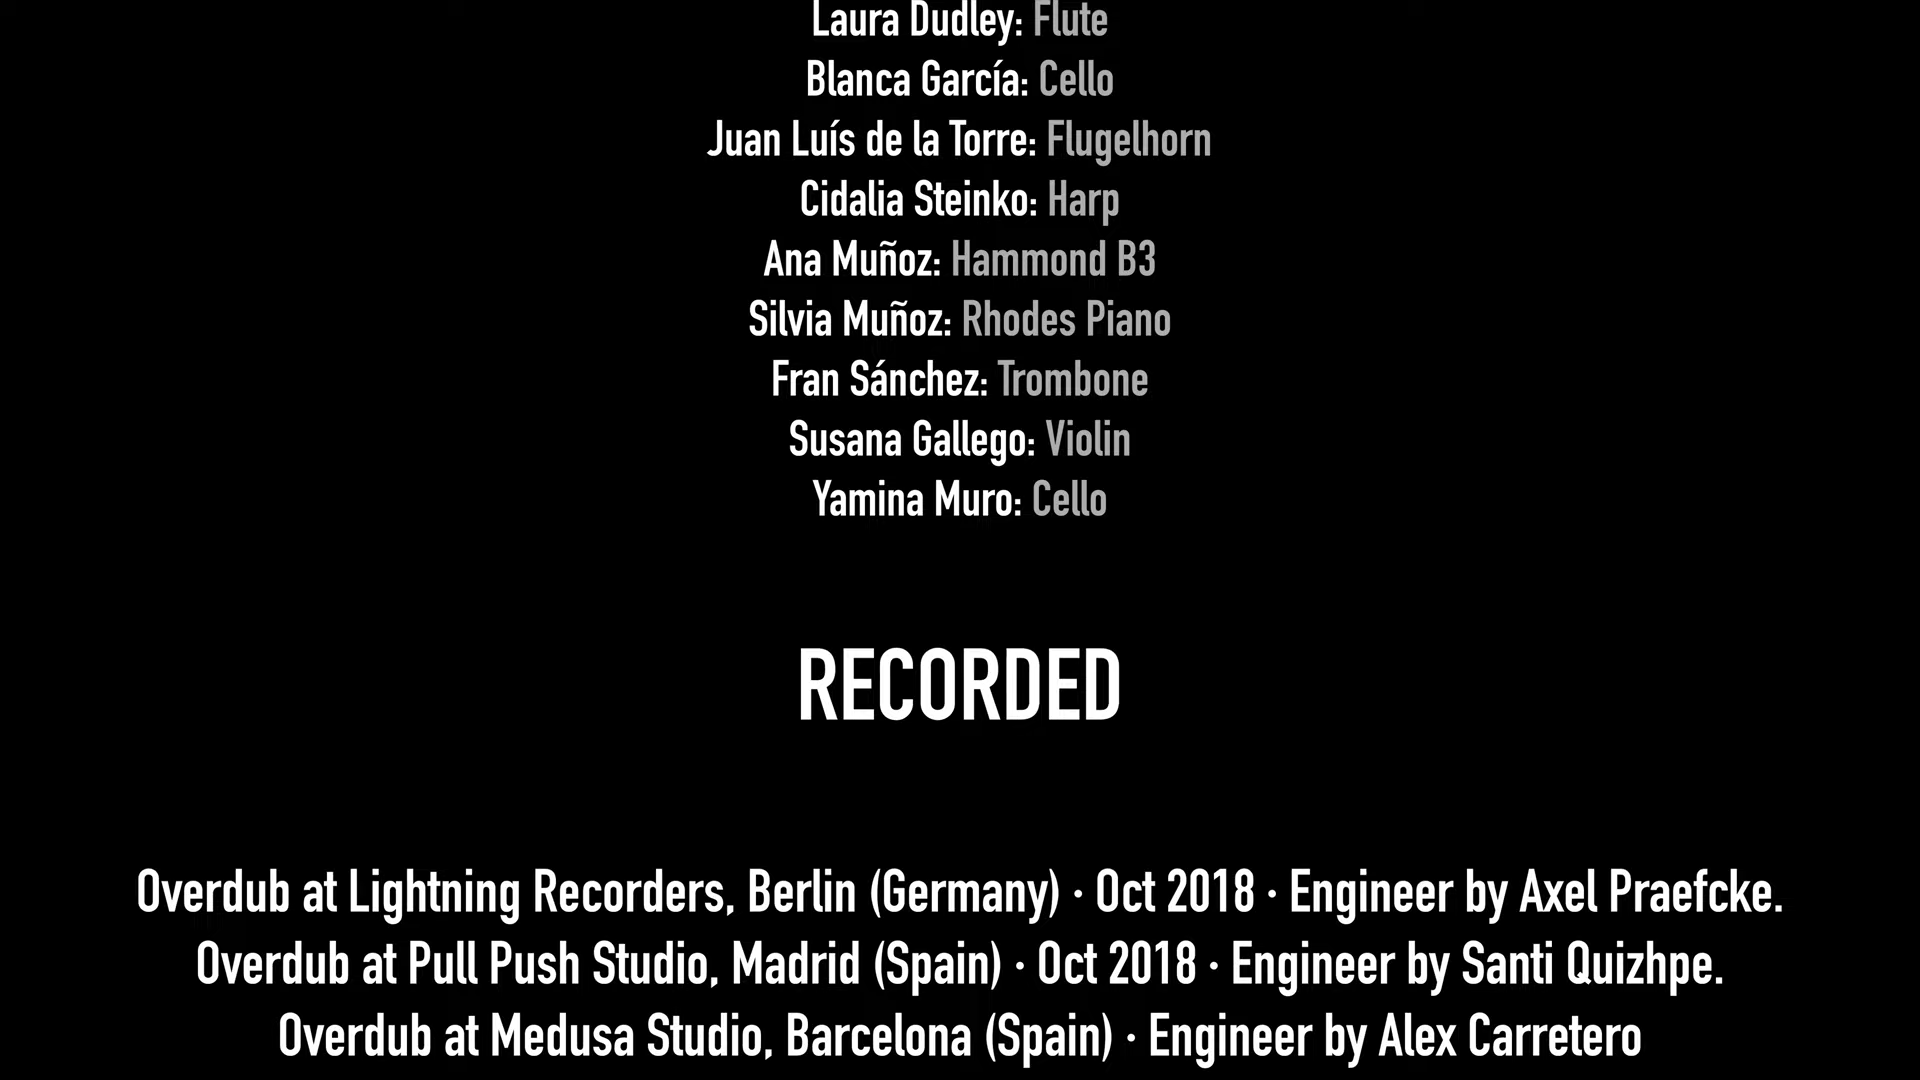 Laura Dudley: Flute
Blanca García: Cello
Juan Luís de la Torre: Flugelhorn
Cidalia Steinko: Harp
Ana Muñoz: Hammond B3
Silvia Muñoz: Rhodes Piano
Fran Sánchez: Trombone
Susana Gallego: Violin
Yamina Muro: Cello
RECORDED
Overdub at Lightning Recorders, Berlin (Germany) · Oct 2018 · Engineer by Axel Praefcke.
Overdub at Pull Push Studio, Madrid (Spain) · Oct 2018 · Engineer by Santi Quizhpe.
Overdub at Medusa Studio, Barcelona (Spain) · Engineer by Alex Carretero